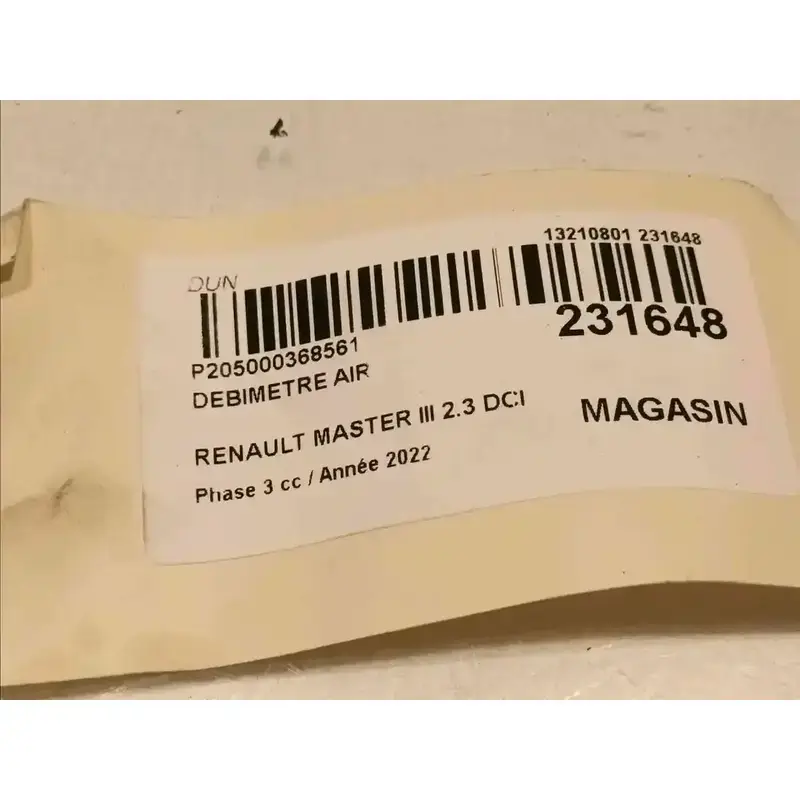 DUN
13210801 231648
231648
P205000368561
DEBIMETRE AIR
RENAULT MASTER III 2.3 DCI
MAGASIN
Phase 3 cc / Année 2022